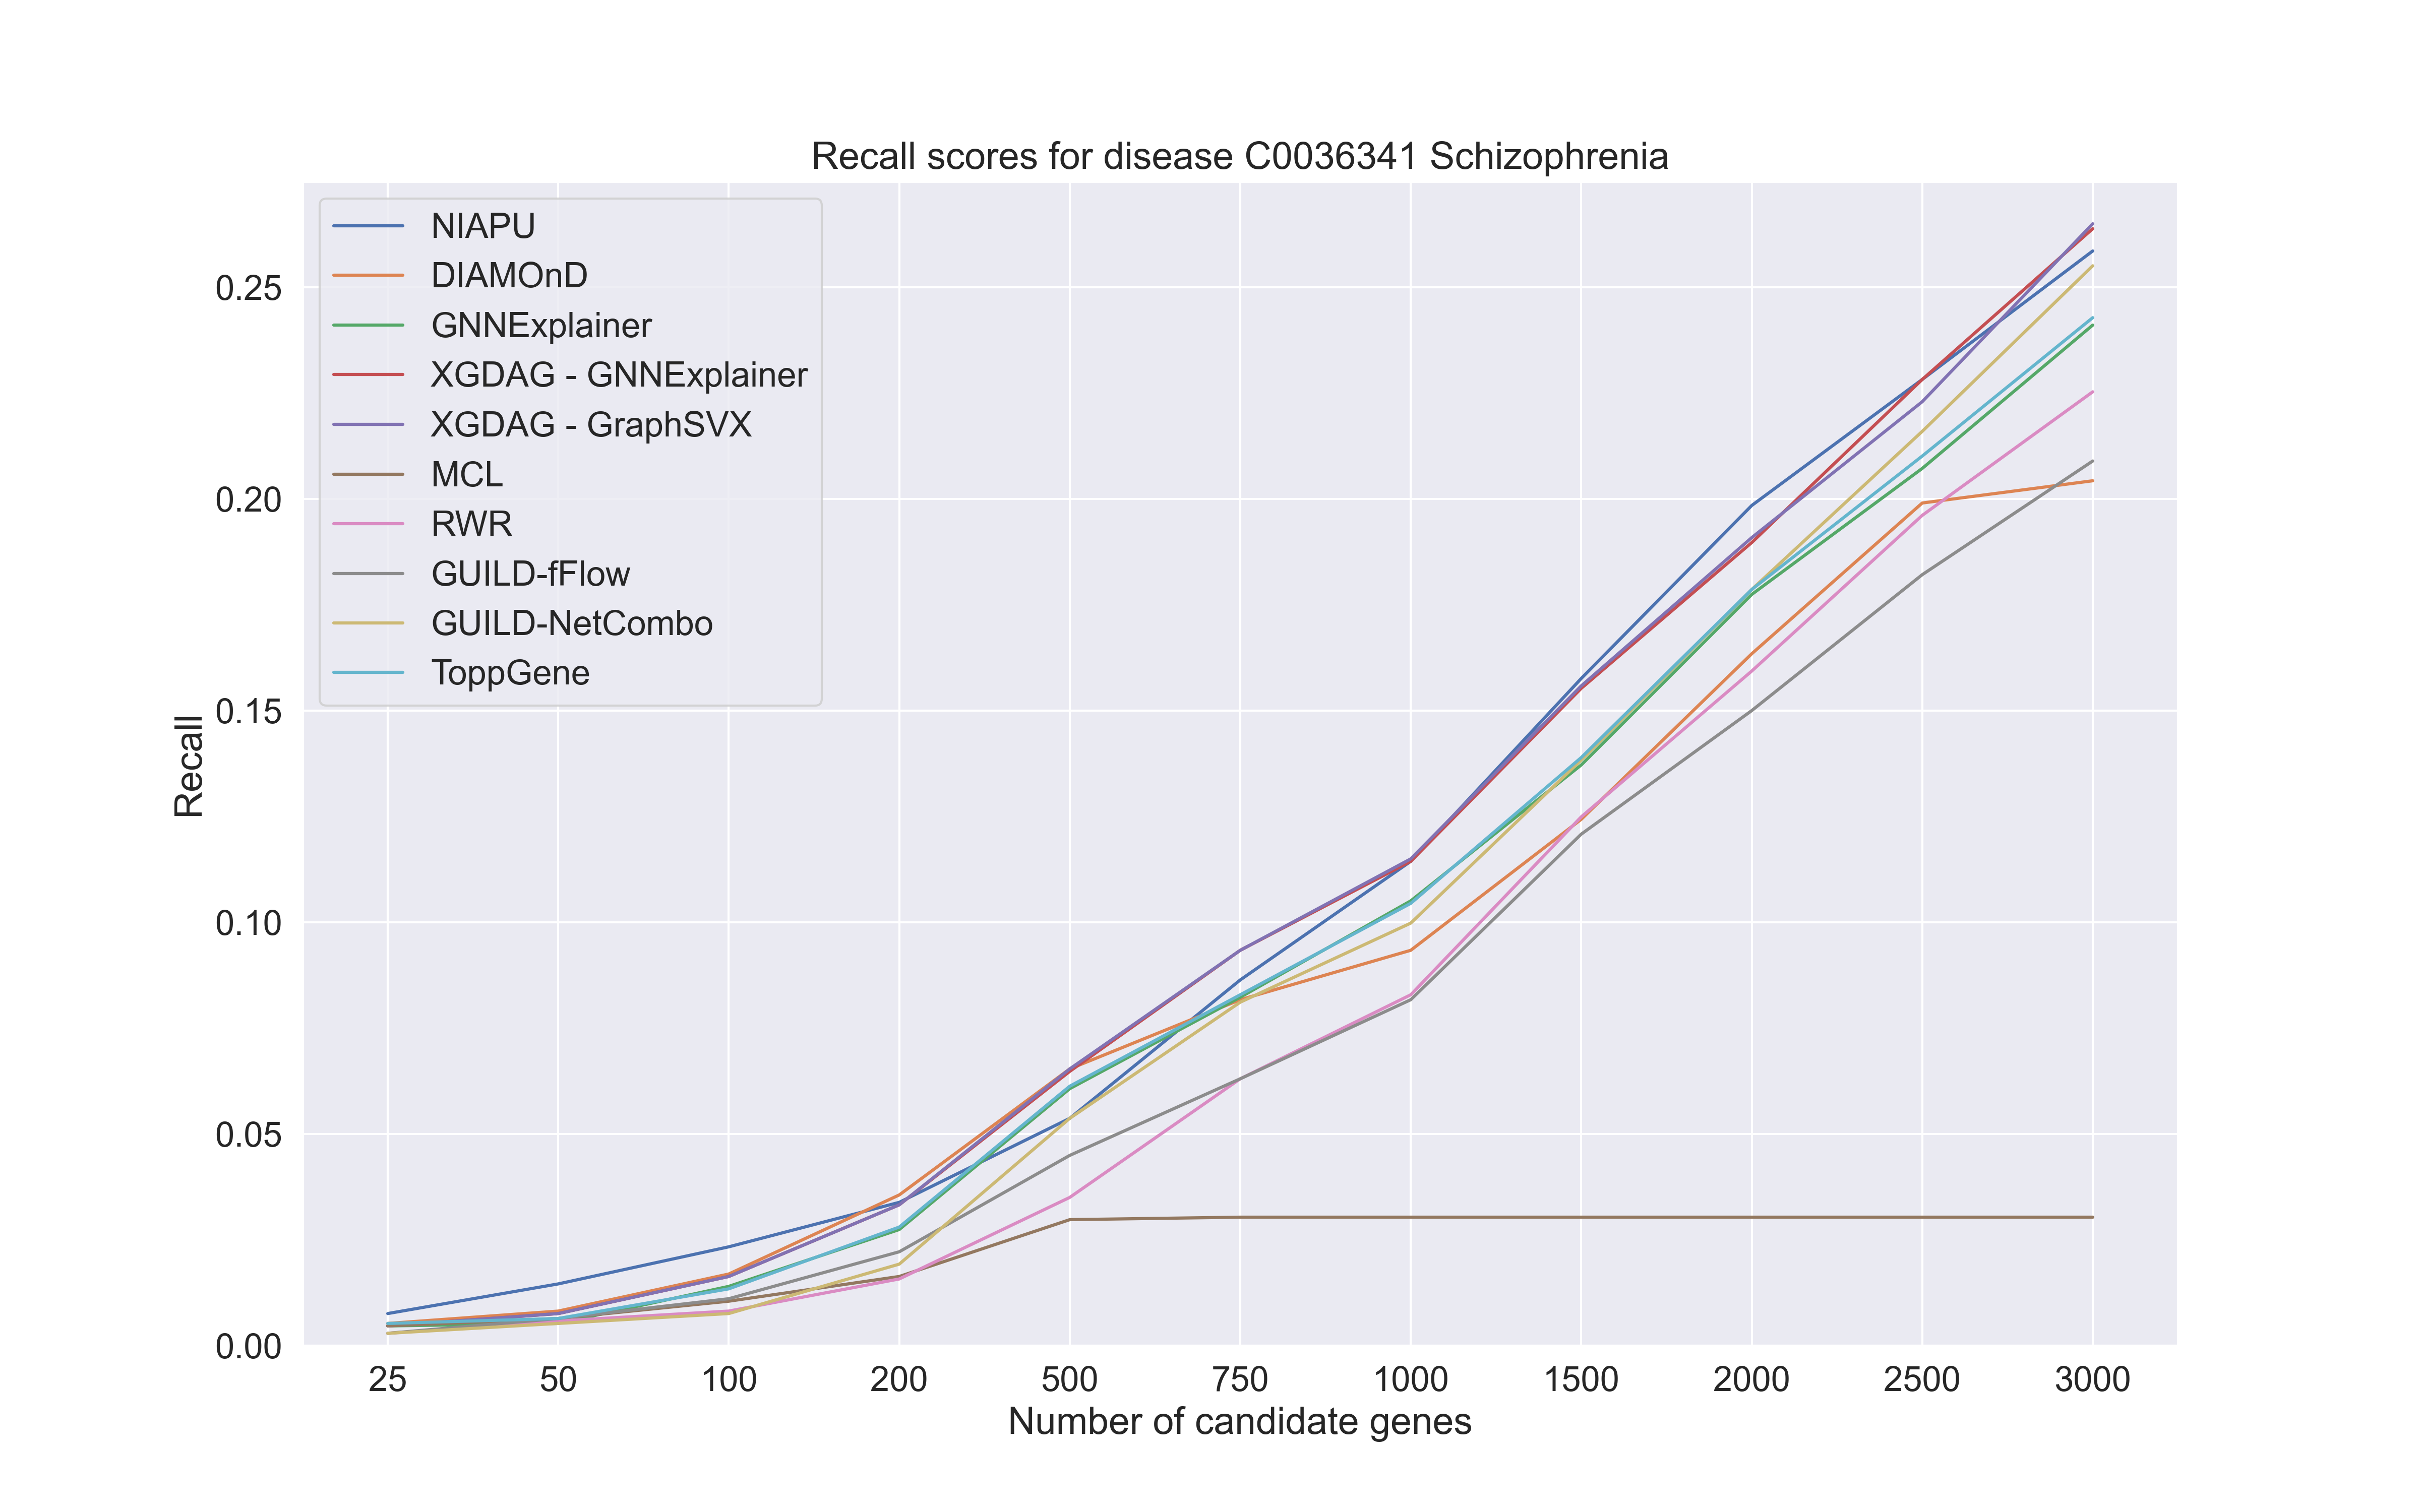 Recall scores for disease C0036341 Schizophrenia
NIAPU
DIAMOnD
GNNExplainer
XGDAG - GNNExplainer
XGDAG - GraphSVX
MCL
RWR
GUILD-fFlow
GUILD-NetCombo
ToppGene
Recall
0.25
0.20
0.15
0.10
0.05
0.00
25 50 100 200 500 750 1000 1500 2000 2500 3000
Number of candidate genes